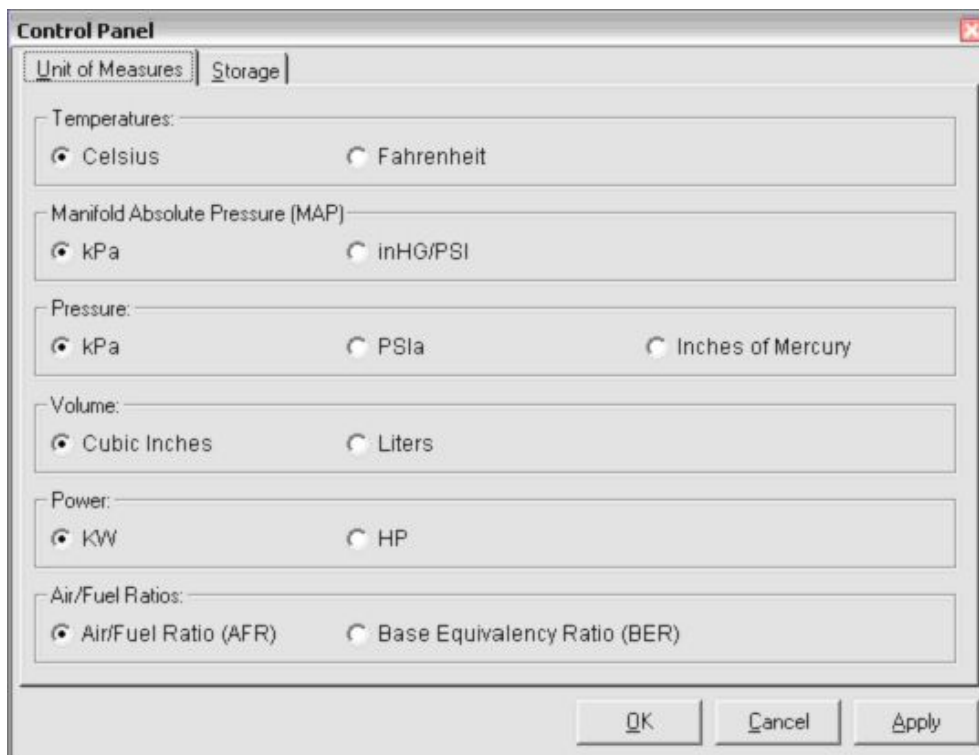 Control Panel
Unit of Measures Storage
Temperatures:
Celsius Fahrenheit
Manifold Absolute Pressure (MAP)
kPa inHG/PSI
Pressure:
kPa PSIa Inches of Mercury
Volume:
Cubic Inches Liters
Power:
KW HP
Air/Fuel Ratios:
Air/Fuel Ratio (AFR) Base Equivalency Ratio (BER)
OK Cancel Apply